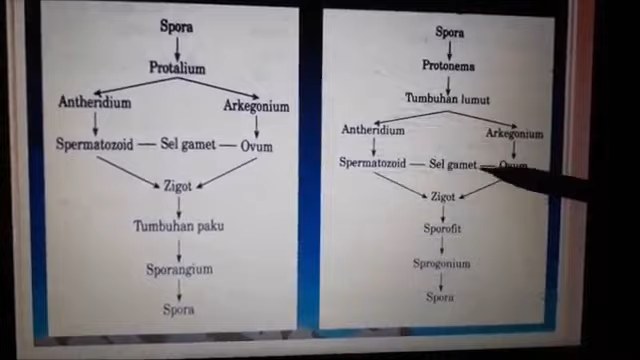 Spora
Protalium
Antheridium Arkegonium
Spermatozoid — Sel gamet — Ovum
Zigot
Tumbuhan paku
Sporangium
Spora
Spora
Protonema
Tumbuhan lumut
Antheridium Arkegonium
Spermatozoid — Sel gamet — Ovum
Zigot
Sporofit
Sprogonium
Spora